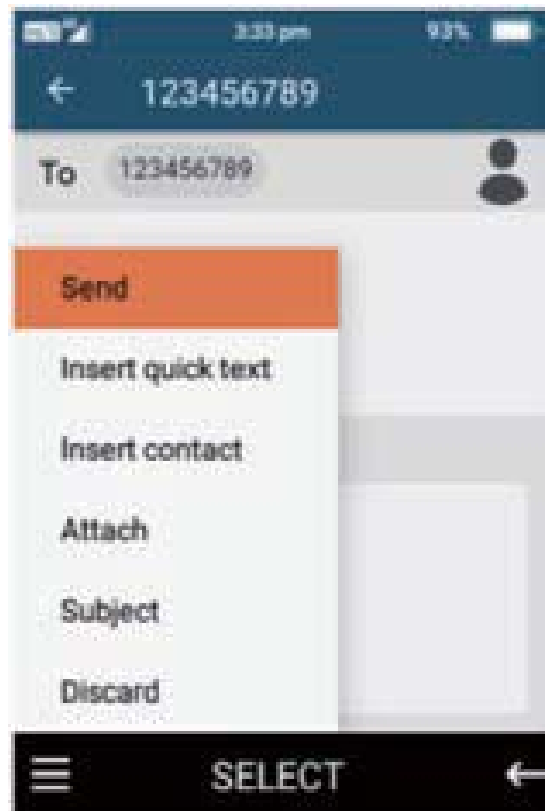 3:33 pm 93%
123456789
To 123456789
Send
Insert quick text
Insert contact
Attach
Subject
Discard
SELECT